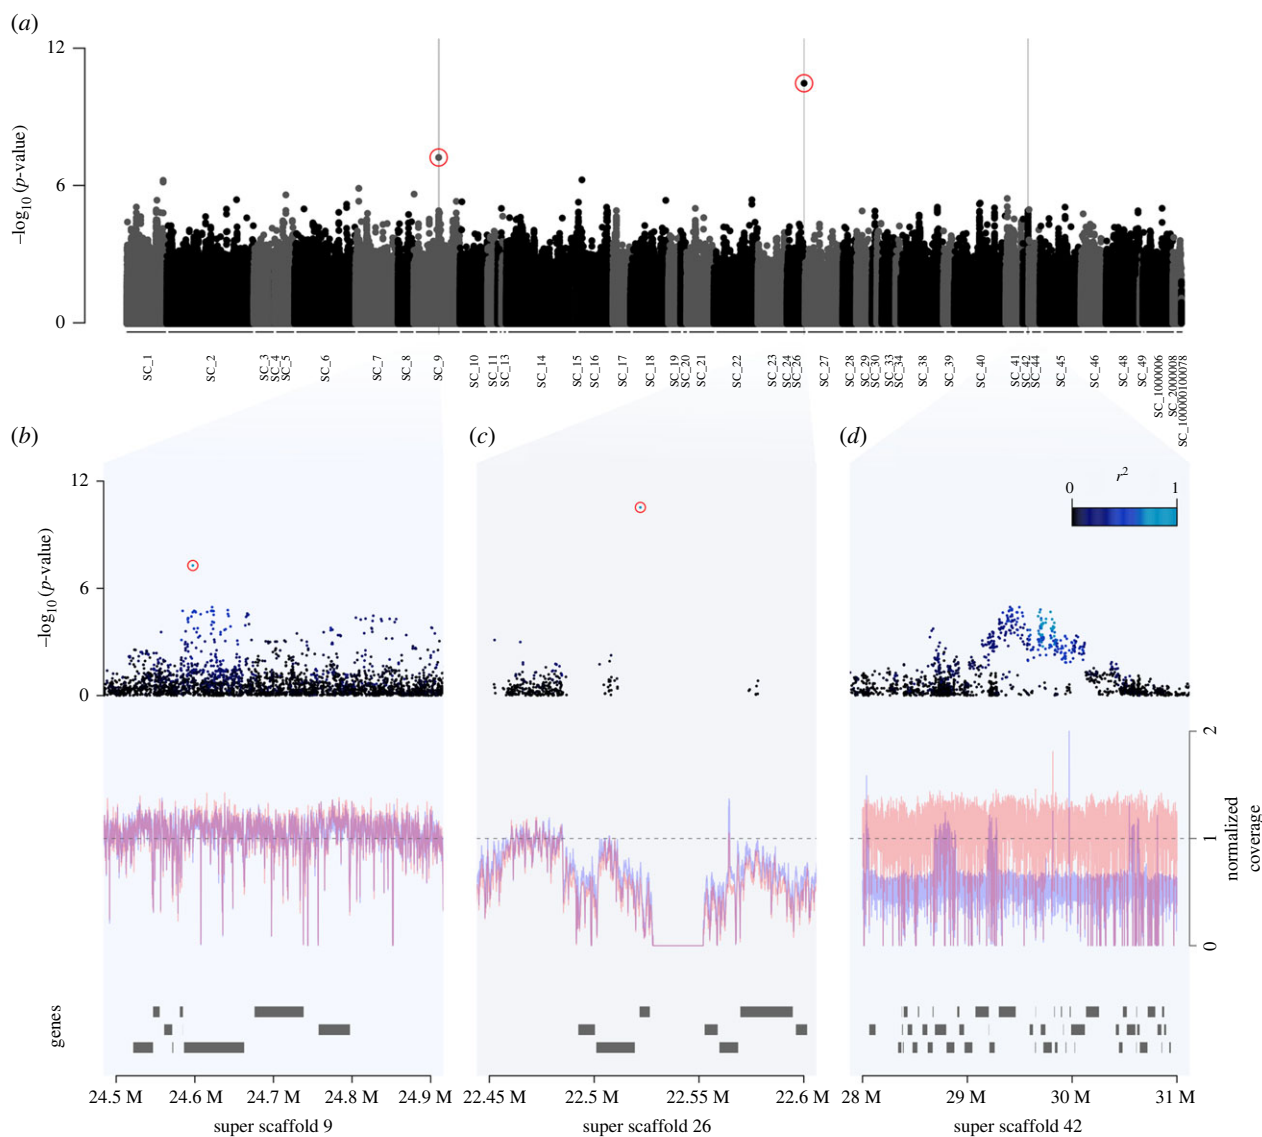 (a)
12
6
0
–log10 (p-value)
SC_1
SC_2
SC_3
SC_4
SC_5
SC_6
SC_7
SC_8
SC_9
SC_10
SC_11
SC_13
SC_14
SC_15
SC_16
SC_17
SC_18
SC_19
SC_20
SC_21
SC_22
SC_23
SC_24
SC_26
SC_27
SC_28
SC_29
SC_30
SC_33
SC_34
SC_38
SC_39
SC_40
SC_41
SC_42
SC_44
SC_45
SC_46
SC_48
SC_49
SC_1000006
SC_2000008
SC_100000100078
(b)
(c)
(d)
12
6
0
–log10 (p-value)
r2
0 1
2
1
0
normalized
coverage
genes
24.5 M 24.6 M 24.7 M 24.8 M 24.9 M
22.45 M 22.5 M 22.55 M 22.6 M
28 M 29 M 30 M 31 M
super scaffold 9
super scaffold 26
super scaffold 42